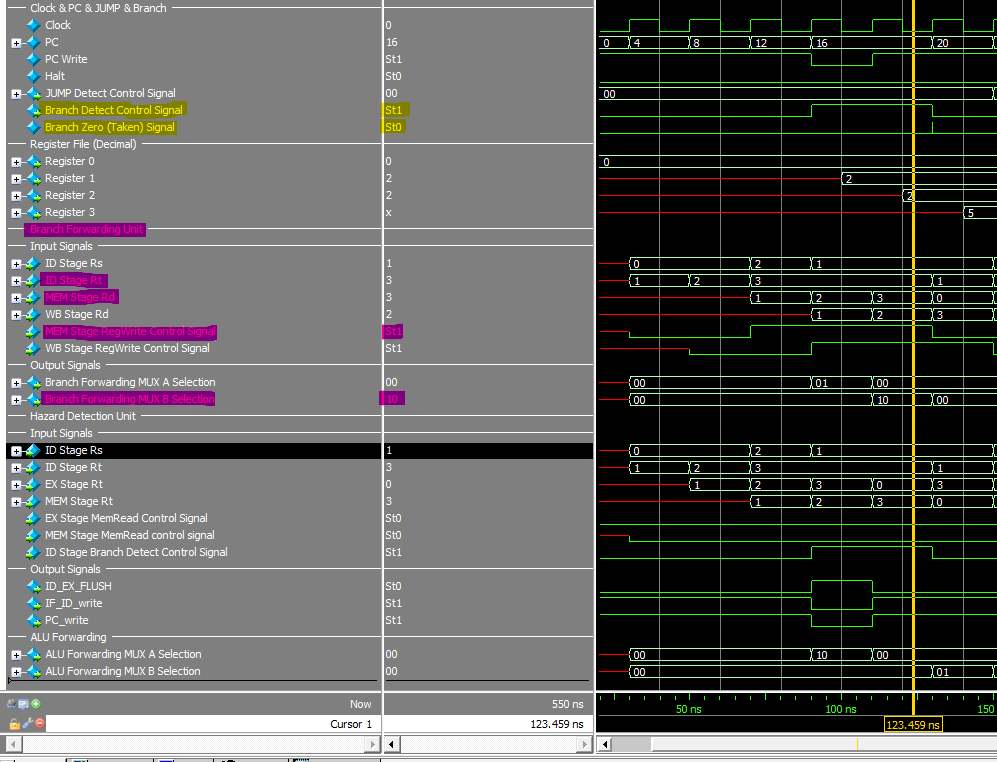 Clock & PC & JUMP & Branch
Clock 0
PC 16 0 4 8 12 16 20
PC Write St1
Halt St0
JUMP Detect Control Signal 00 00
Branch Detect Control Signal St1
Branch Zero (Taken) Signal St0
Register File (Decimal)
Register 0 0 0
Register 1 2 2
Register 2 2 2
Register 3 x 5
Branch Forwarding Unit
Input Signals
ID Stage Rs 1 0 2 1
ID Stage Rt 3 1 2 3 1
MEM Stage Rd 3 1 2 3 0
WB Stage Rd 2 1 2 3
MEM Stage RegWrite Control Signal St1
WB Stage RegWrite Control Signal St1
Output Signals
Branch Forwarding MUX A Selection 00 00 01 00
Branch Forwarding MUX B Selection 10 00 10 00
Hazard Detection Unit
Input Signals
ID Stage Rs 1 0 2 1
ID Stage Rt 3 1 2 3 1
EX Stage Rt 0 1 2 3 0 3
MEM Stage Rt 3 1 2 3 0
EX Stage MemRead Control Signal St0
MEM Stage MemRead control signal St0
ID Stage Branch Detect Control Signal St1
Output Signals
ID_EX_FLUSH St0
IF_ID_write St1
PC_write St1
ALU Forwarding
ALU Forwarding MUX A Selection 00 00 10 00
ALU Forwarding MUX B Selection 00 00 01
Now 550 ns 50 ns 100 ns 150
Cursor 1 123.459 ns 123.459 ns